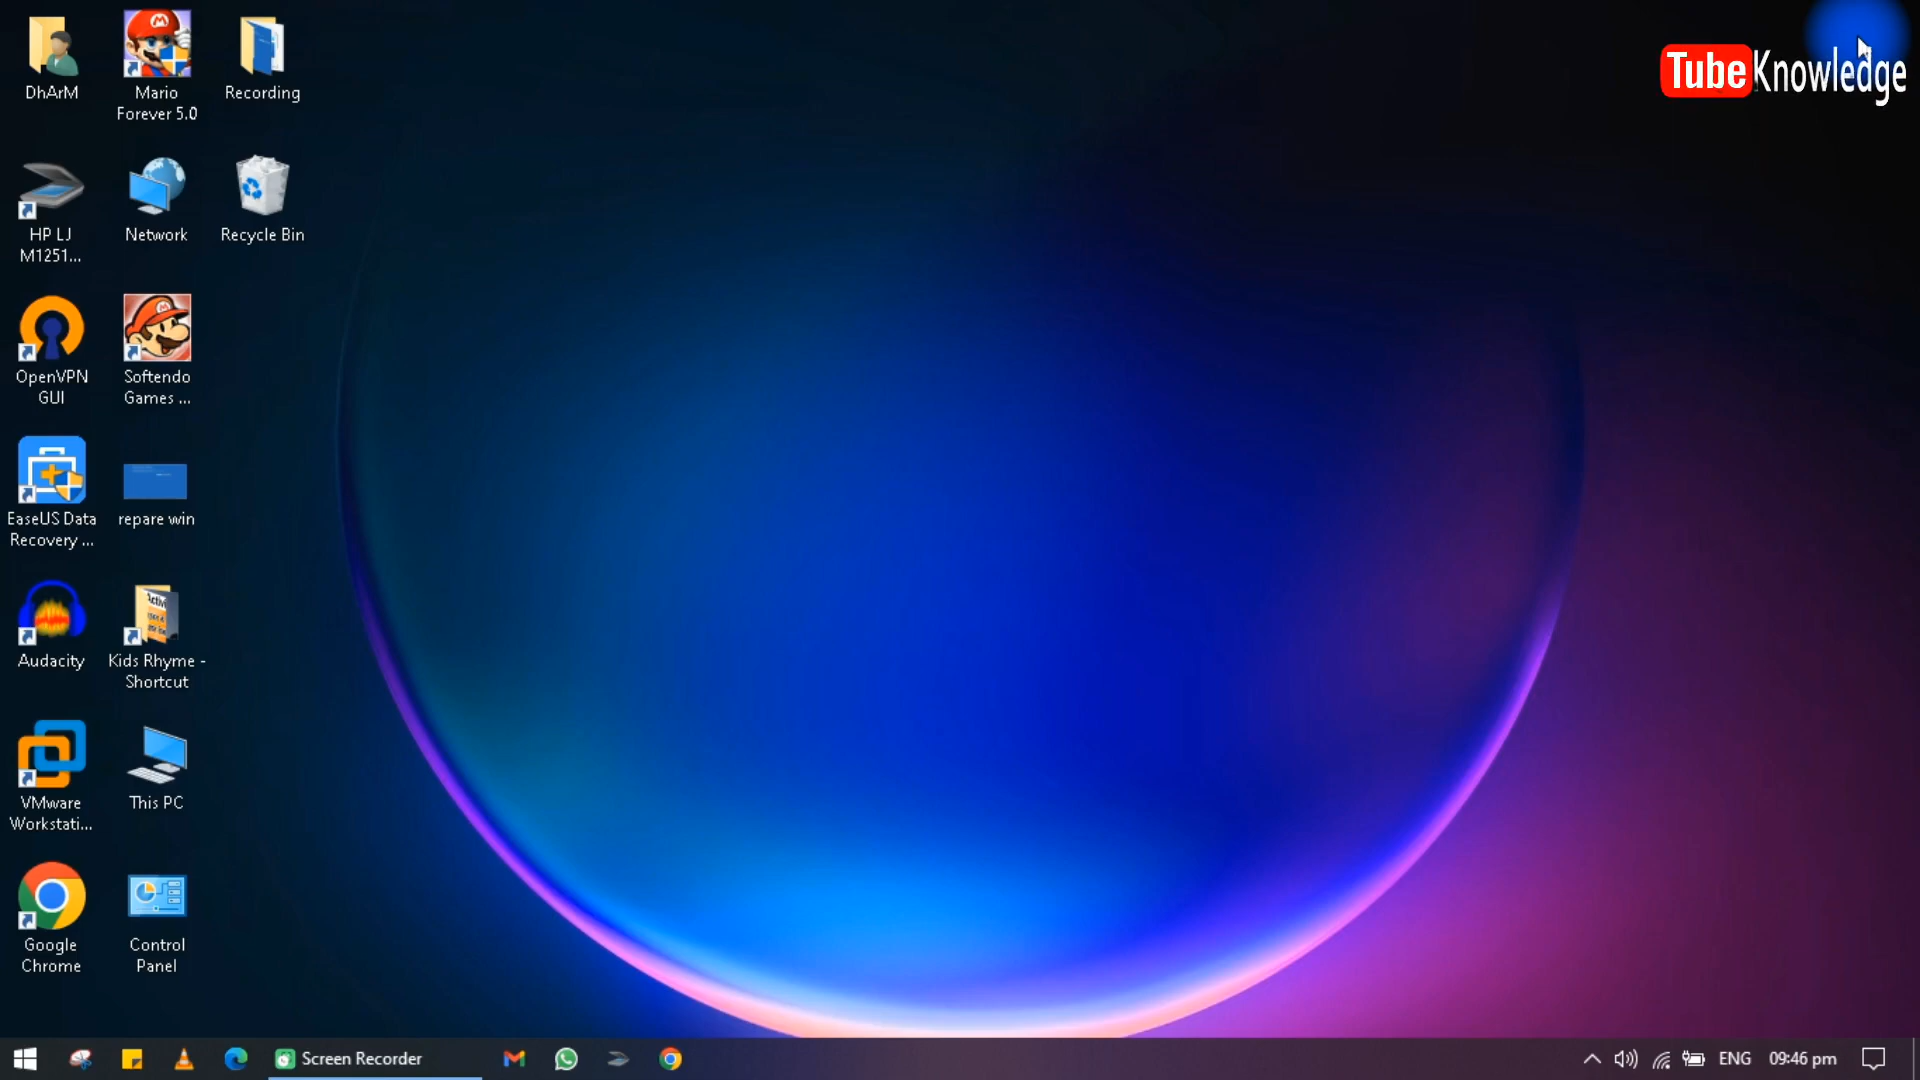 DhArM
Mario
Forever 5.0
Recording
TubeKnowledge
HP LJ
M1251...
Network
Recycle Bin
OpenVPN
GUI
Softendo
Games ...
EaseUS Data
Recovery ...
repare win
Audacity
Kids Rhyme -
Shortcut
VMware
Workstati...
This PC
Google
Chrome
Control
Panel
Screen Recorder
ENG
09:46 pm